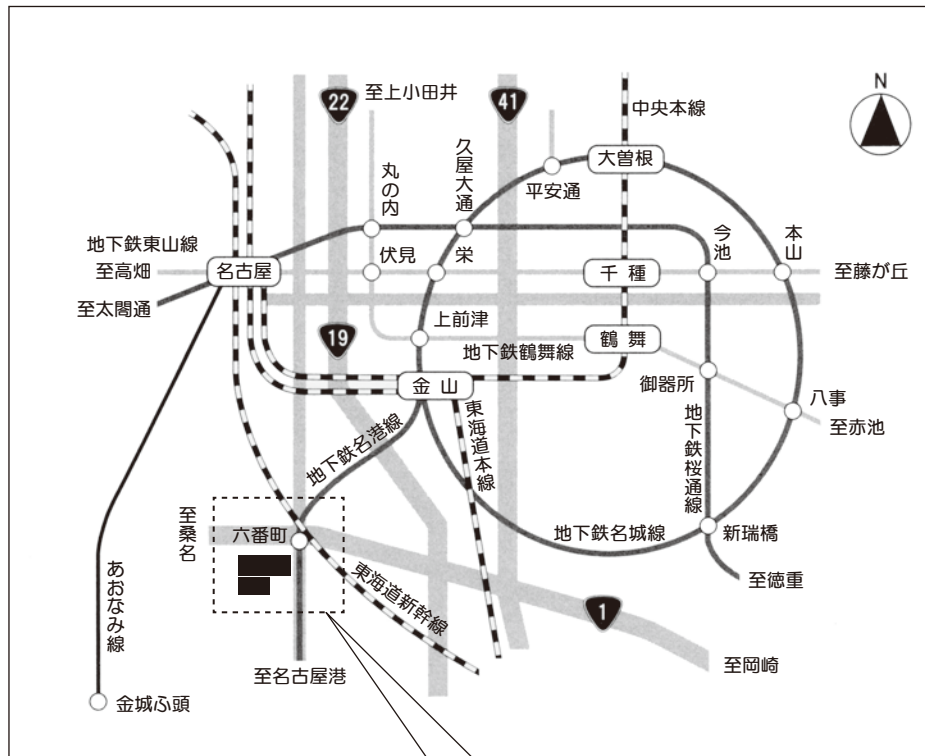 N
22
至上小田井
41
中央本線
大曽根
久屋大通
平安通
丸の内
地下鉄東山線
伏見
栄
今池
本山
至高畑
名古屋
千種
至藤が丘
至太閤通
19
上前津
地下鉄鶴舞線
鶴舞
金山
御器所
八事
至赤池
東海道本線
地下鉄名港線
地下鉄桜通線
至桑名
六番町
地下鉄名城線
新瑞橋
あおなみ線
東海道新幹線
至徳重
1
至名古屋港
至岡崎
金城ふ頭